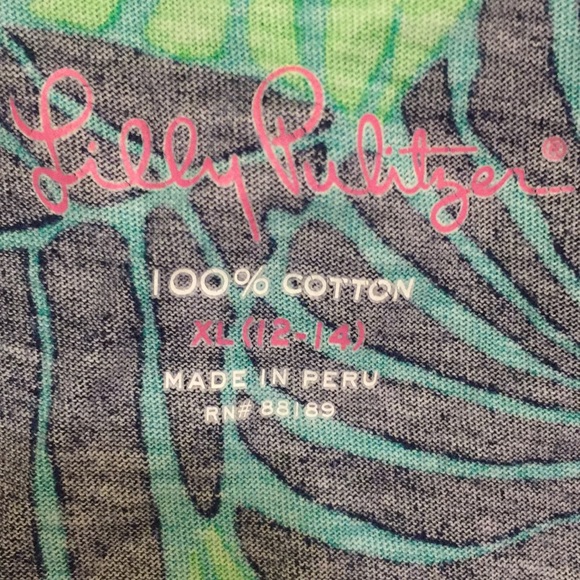 Lilly Pulitzer®
100% COTTON
XL (12-14)
MADE IN PERU
RN# 88189